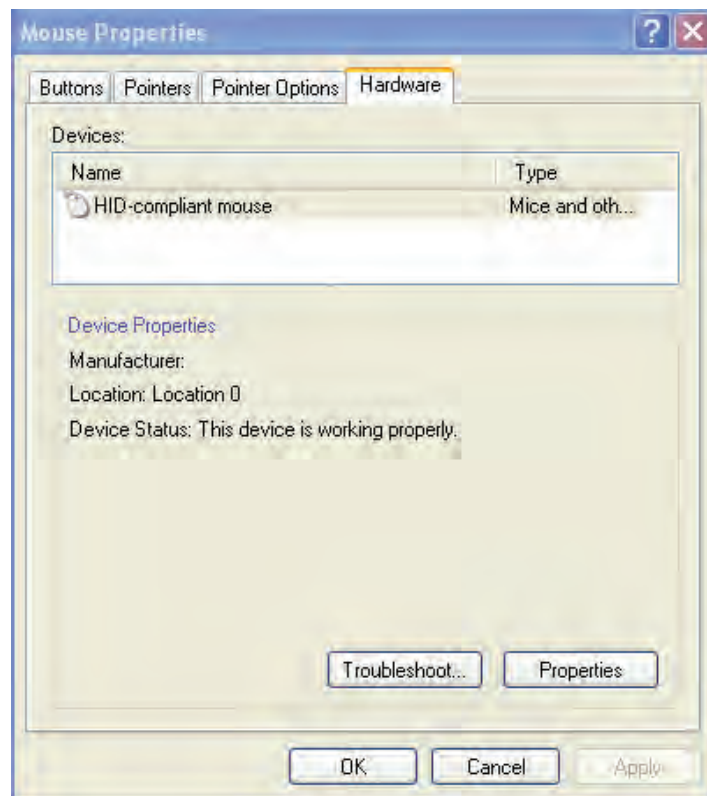 Mouse Properties
Buttons Pointers Pointer Options Hardware
Devices:
Name Type
HID-compliant mouse Mice and oth...
Device Properties
Manufacturer:
Location: Location 0
Device Status: This device is working properly.
Troubleshoot... Properties
OK Cancel Apply